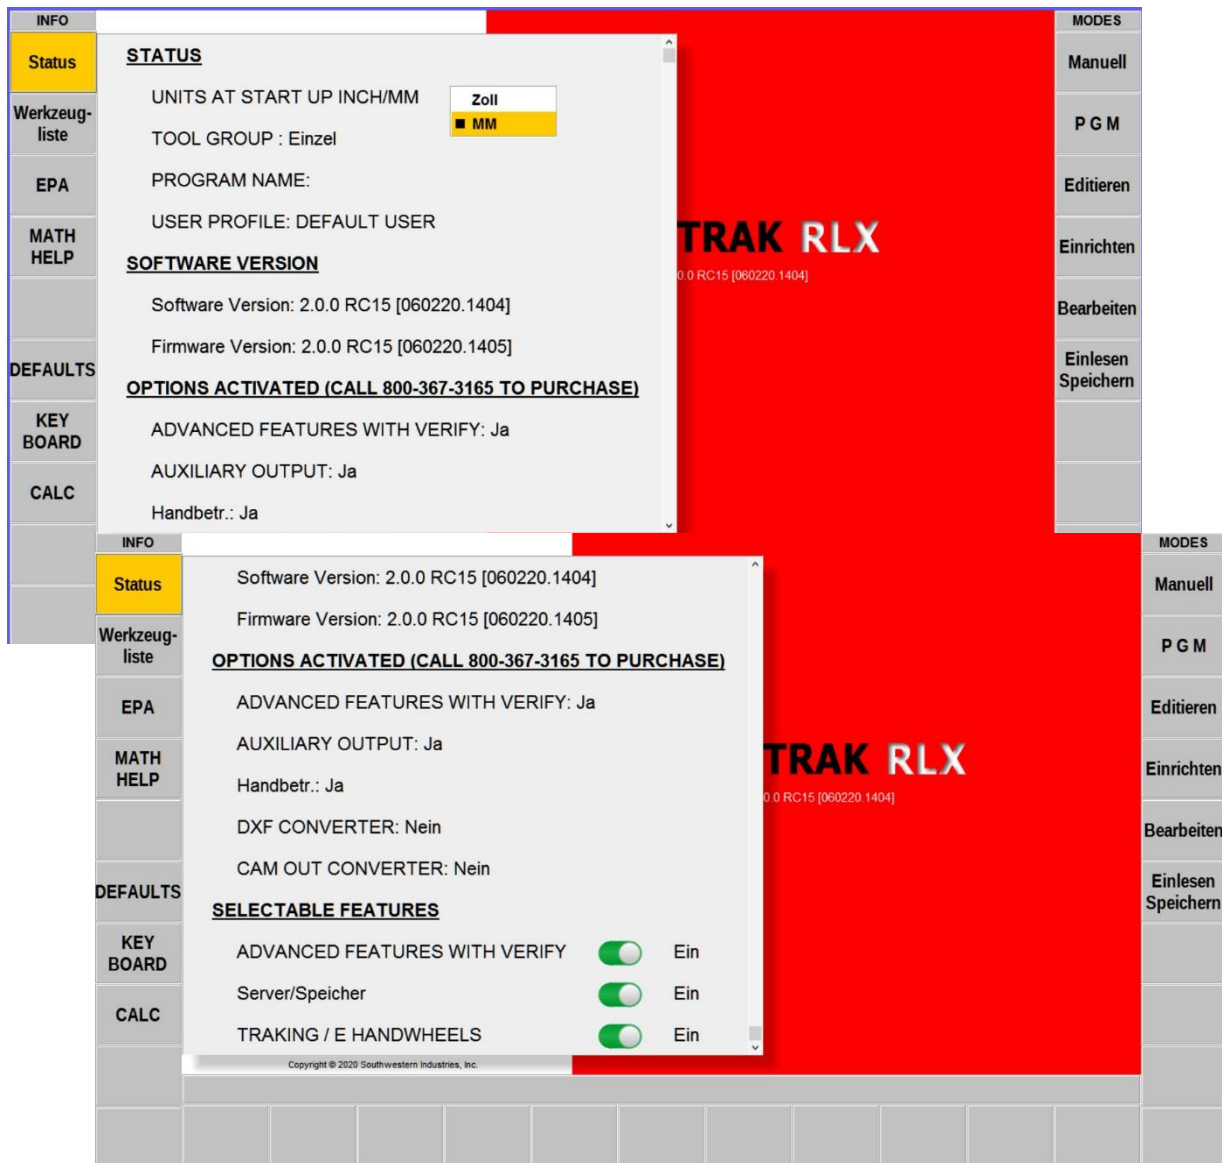 INFO
MODES
Status
Werkzeug-
liste
EPA
MATH
HELP
DEFAULTS
KEY
BOARD
CALC
STATUS
UNITS AT START UP INCH/MM
Zoll
MM
TOOL GROUP : Einzel
PROGRAM NAME:
USER PROFILE: DEFAULT USER
SOFTWARE VERSION
Software Version: 2.0.0 RC15 [060220.1404]
Firmware Version: 2.0.0 RC15 [060220.1405]
OPTIONS ACTIVATED (CALL 800-367-3165 TO PURCHASE)
ADVANCED FEATURES WITH VERIFY: Ja
AUXILIARY OUTPUT: Ja
Handbetr.: Ja
TRAK RLX
0.0 RC15 [060220.1404]
Manuell
P G M
Editieren
Einrichten
Bearbeiten
Einlesen
Speichern
INFO
MODES
Status
Werkzeug-
liste
EPA
MATH
HELP
DEFAULTS
KEY
BOARD
CALC
Software Version: 2.0.0 RC15 [060220.1404]
Firmware Version: 2.0.0 RC15 [060220.1405]
OPTIONS ACTIVATED (CALL 800-367-3165 TO PURCHASE)
ADVANCED FEATURES WITH VERIFY: Ja
AUXILIARY OUTPUT: Ja
Handbetr.: Ja
DXF CONVERTER: Nein
CAM OUT CONVERTER: Nein
SELECTABLE FEATURES
ADVANCED FEATURES WITH VERIFY Ein
Server/Speicher Ein
TRAKING / E HANDWHEELS Ein
Copyright © 2020 Southwestern Industries, Inc.
TRAK RLX
0.0 RC15 [060220.1404]
Manuell
P G M
Editieren
Einrichten
Bearbeiten
Einlesen
Speichern